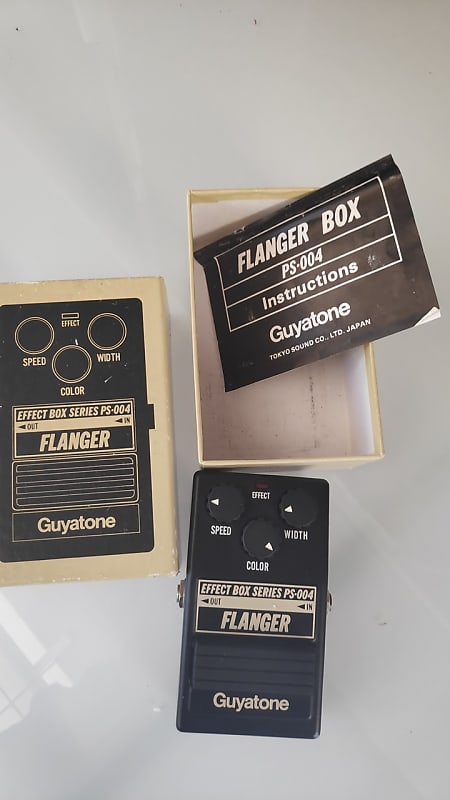 FLANGER BOX
PS-004
Instructions
Guyatone
TOKYO SOUND CO., LTD. JAPAN
EFFECT
SPEED
WIDTH
COLOR
EFFECT BOX SERIES PS-004
◄OUT
◄IN
FLANGER
Guyatone
EFFECT
SPEED
WIDTH
COLOR
EFFECT BOX SERIES PS-004
◄OUT
◄IN
FLANGER
Guyatone